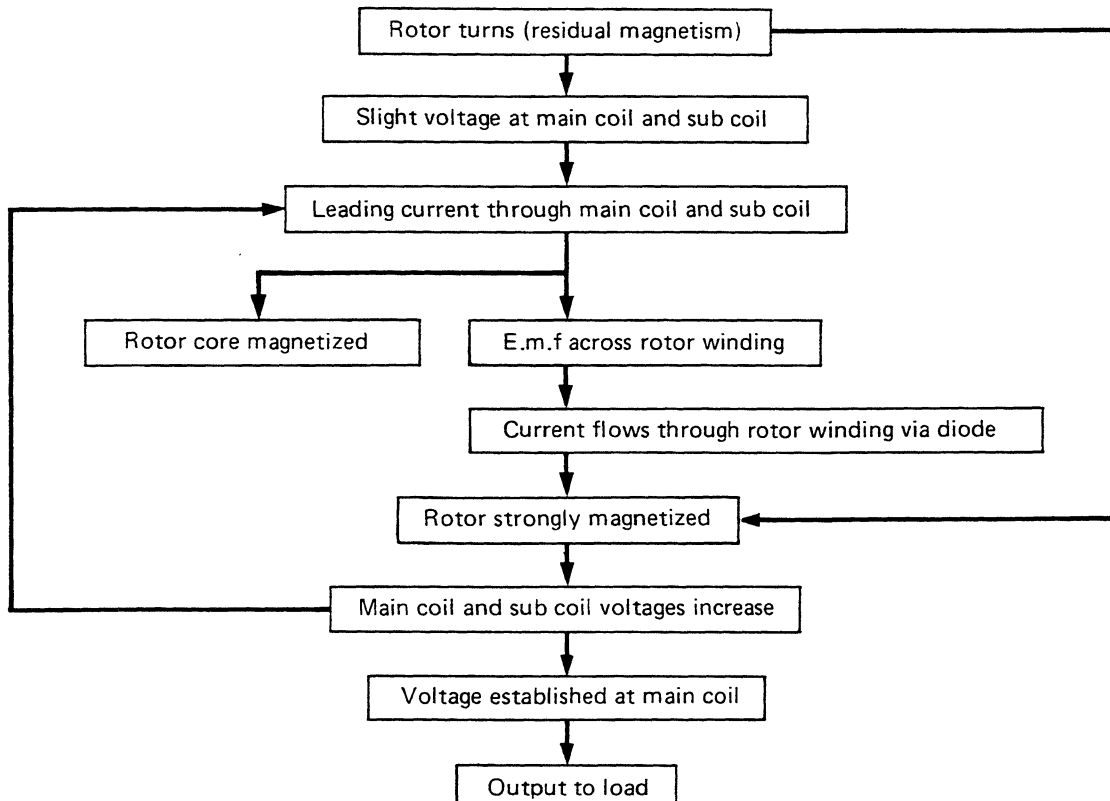 Rotor turns (residual magnetism)
Slight voltage at main coil and sub coil
Leading current through main coil and sub coil
Rotor core magnetized
E.m.f across rotor winding
Current flows through rotor winding via diode
Rotor strongly magnetized
Main coil and sub coil voltages increase
Voltage established at main coil
Output to load